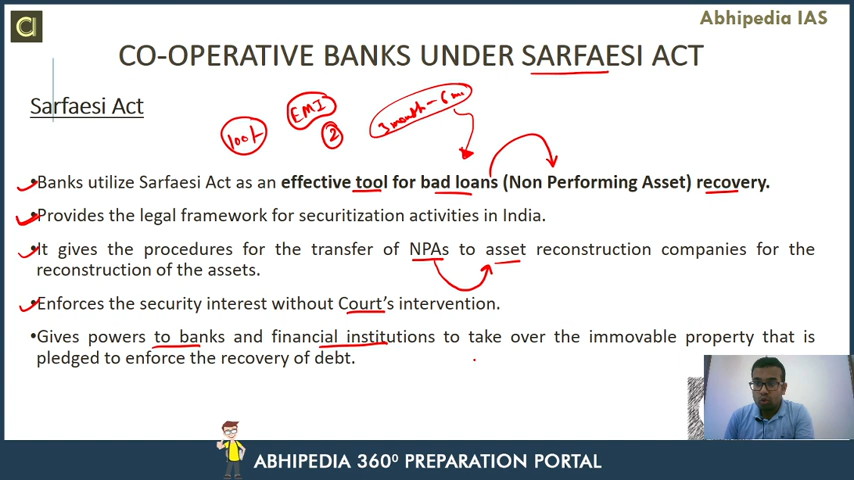 Abhipedia IAS
CO-OPERATIVE BANKS UNDER SARFAESI ACT
Sarfaesi Act
100/-
EMI
2
3 month - 6 m
•Banks utilize Sarfaesi Act as an effective tool for bad loans (Non Performing Asset) recovery.
•Provides the legal framework for securitization activities in India.
•It gives the procedures for the transfer of NPAs to asset reconstruction companies for the
reconstruction of the assets.
•Enforces the security interest without Court's intervention.
•Gives powers to banks and financial institutions to take over the immovable property that is
pledged to enforce the recovery of debt.
ABHIPEDIA 360⁰ PREPARATION PORTAL